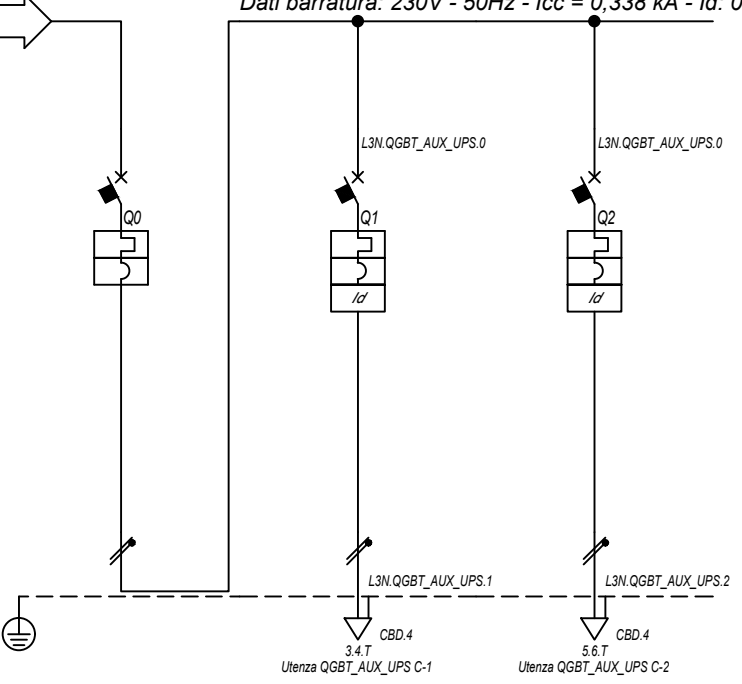 Dati barratura: 230V - 50Hz - Icc = 0,338 kA - Id: 0
L3N.QGBT_AUX_UPS.0
L3N.QGBT_AUX_UPS.0
Q0
Q1
Q2
Id
Id
L3N.QGBT_AUX_UPS.1
L3N.QGBT_AUX_UPS.2
CBD.4
CBD.4
3.4.T
5.6.T
Utenza QGBT_AUX_UPS C-1
Utenza QGBT_AUX_UPS C-2